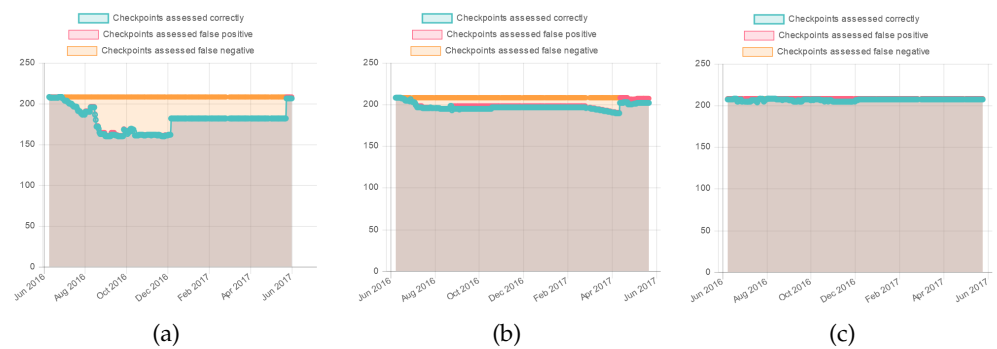 Checkpoints assessed correctly
Checkpoints assessed false positive
Checkpoints assessed false negative
250
200
150
100
50
0
Jun 2016
Aug 2016
Oct 2016
Dec 2016
Feb 2017
Apr 2017
Jun 2017
(a)
Checkpoints assessed correctly
Checkpoints assessed false positive
Checkpoints assessed false negative
250
200
150
100
50
0
Jun 2016
Aug 2016
Oct 2016
Dec 2016
Feb 2017
Apr 2017
Jun 2017
(b)
Checkpoints assessed correctly
Checkpoints assessed false positive
Checkpoints assessed false negative
250
200
150
100
50
0
Jun 2016
Aug 2016
Oct 2016
Dec 2016
Feb 2017
Apr 2017
Jun 2017
(c)